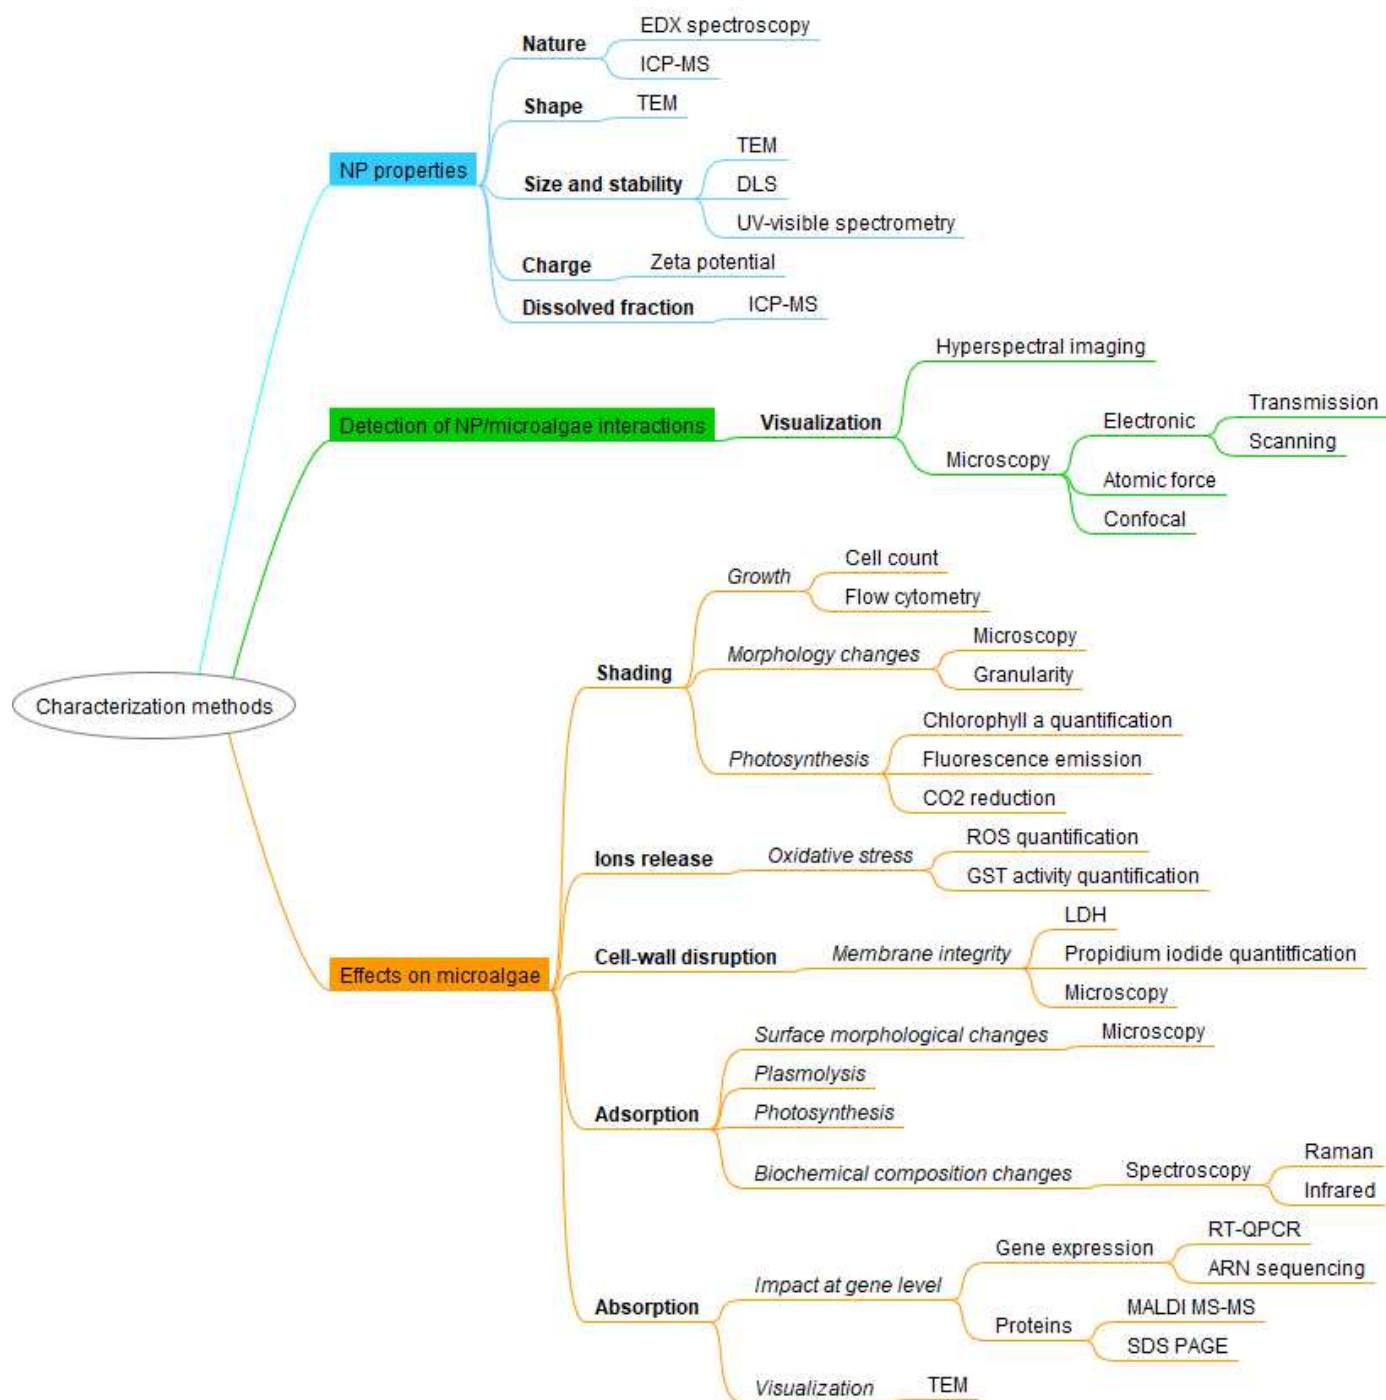 EDX spectroscopy
Nature
ICP-MS
Shape
TEM
NP properties
TEM
Size and stability
DLS
UV-visible spectrometry
Charge
Zeta potential
Dissolved fraction
ICP-MS
Hyperspectral imaging
Detection of NP/microalgae interactions
Visualization
Transmission
Electronic
Scanning
Microscopy
Atomic force
Confocal
Cell count
Growth
Flow cytometry
Microscopy
Morphology changes
Granularity
Shading
Characterization methods
Chlorophyll a quantification
Photosynthesis
Fluorescence emission
CO2 reduction
ROS quantification
Ions release
Oxidative stress
GST activity quantification
LDH
Cell-wall disruption
Membrane integrity
Propidium iodide quantitfication
Microscopy
Effects on microalgae
Surface morphological changes
Microscopy
Plasmolysis
Adsorption
Photosynthesis
Raman
Biochemical composition changes
Spectroscopy
Infrared
RT-QPCR
Gene expression
ARN sequencing
Impact at gene level
Absorption
MALDI MS-MS
Proteins
SDS PAGE
Visualization
TEM